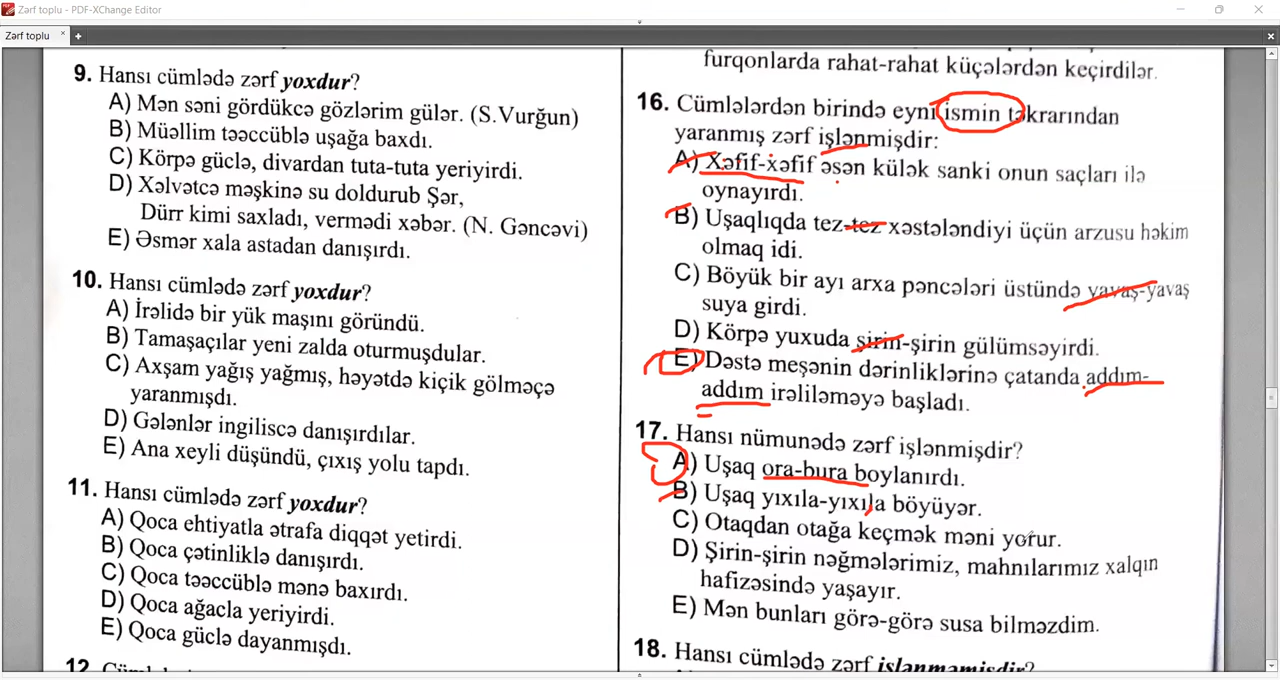 Zərf toplu - PDF-XChange Editor
Zərf toplu
9. Hansı cümlədə zərf yoxdur?
A) Mən səni gördükcə gözlərim gülər. (S.Vurğun)
B) Müəllim təəccüblə uşağa baxdı.
C) Körpə güclə, divardan tuta-tuta yeriyirdi.
D) Xəlvətcə məşkinə su doldurub Şər,
Dürr kimi saxladı, vermədi xəbər. (N. Gəncəvi)
E) Əsmər xala astadan danışırdı.
10. Hansı cümlədə zərf yoxdur?
A) İrəlidə bir yük maşını göründü.
B) Tamaşaçılar yeni zalda oturmuşdular.
C) Axşam yağış yağmış, həyətdə kiçik gölməçə
yaranmışdı.
D) Gələnlər ingiliscə danışırdılar.
E) Ana xeyli düşündü, çıxış yolu tapdı.
11. Hansı cümlədə zərf yoxdur?
A) Qoca ehtiyatla ətrafa diqqət yetirdi.
B) Qoca çətinliklə danışırdı.
C) Qoca təəccüblə mənə baxırdı.
D) Qoca ağacla yeriyirdi.
E) Qoca güclə dayanmışdı.
12.
furqonlarda rahat-rahat küçələrdən keçirdilər.
16. Cümlələrdən birində eyni ismin təkrarından
yaranmış zərf işlənmişdir:
A) Xəfif-xəfif əsən külək sanki onun saçları ilə
oynayırdı.
B) Uşaqlıqda tez-tez xəstələndiyi üçün arzusu həkim
olmaq idi.
C) Böyük bir ayı arxa pəncələri üstündə yavaş-yavaş
suya girdi.
D) Körpə yuxuda şirin-şirin gülümsəyirdi.
E) Dəstə meşənin dərinliklərinə çatanda addım-
addım irəliləməyə başladı.
17. Hansı nümunədə zərf işlənmişdir?
A) Uşaq ora-bura boylanırdı.
B) Uşaq yıxıla-yıxıla böyüyər.
C) Otaqdan otağa keçmək məni yorur.
D) Şirin-şirin nəğmələrimiz, mahnılarımız xalqın
hafizəsində yaşayır.
E) Mən bunları görə-görə susa bilməzdim.
18. Hansı cümlədə zərf işlənməmişdir?